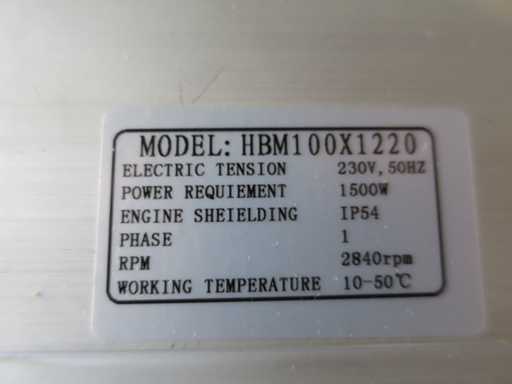 MODEL: HBM100X1220
ELECTRIC TENSION 230V, 50HZ
POWER REQUIEMENT 1500W
ENGINE SHEIELDING IP54
PHASE 1
RPM 2840rpm
WORKING TEMPERATURE 10-50℃